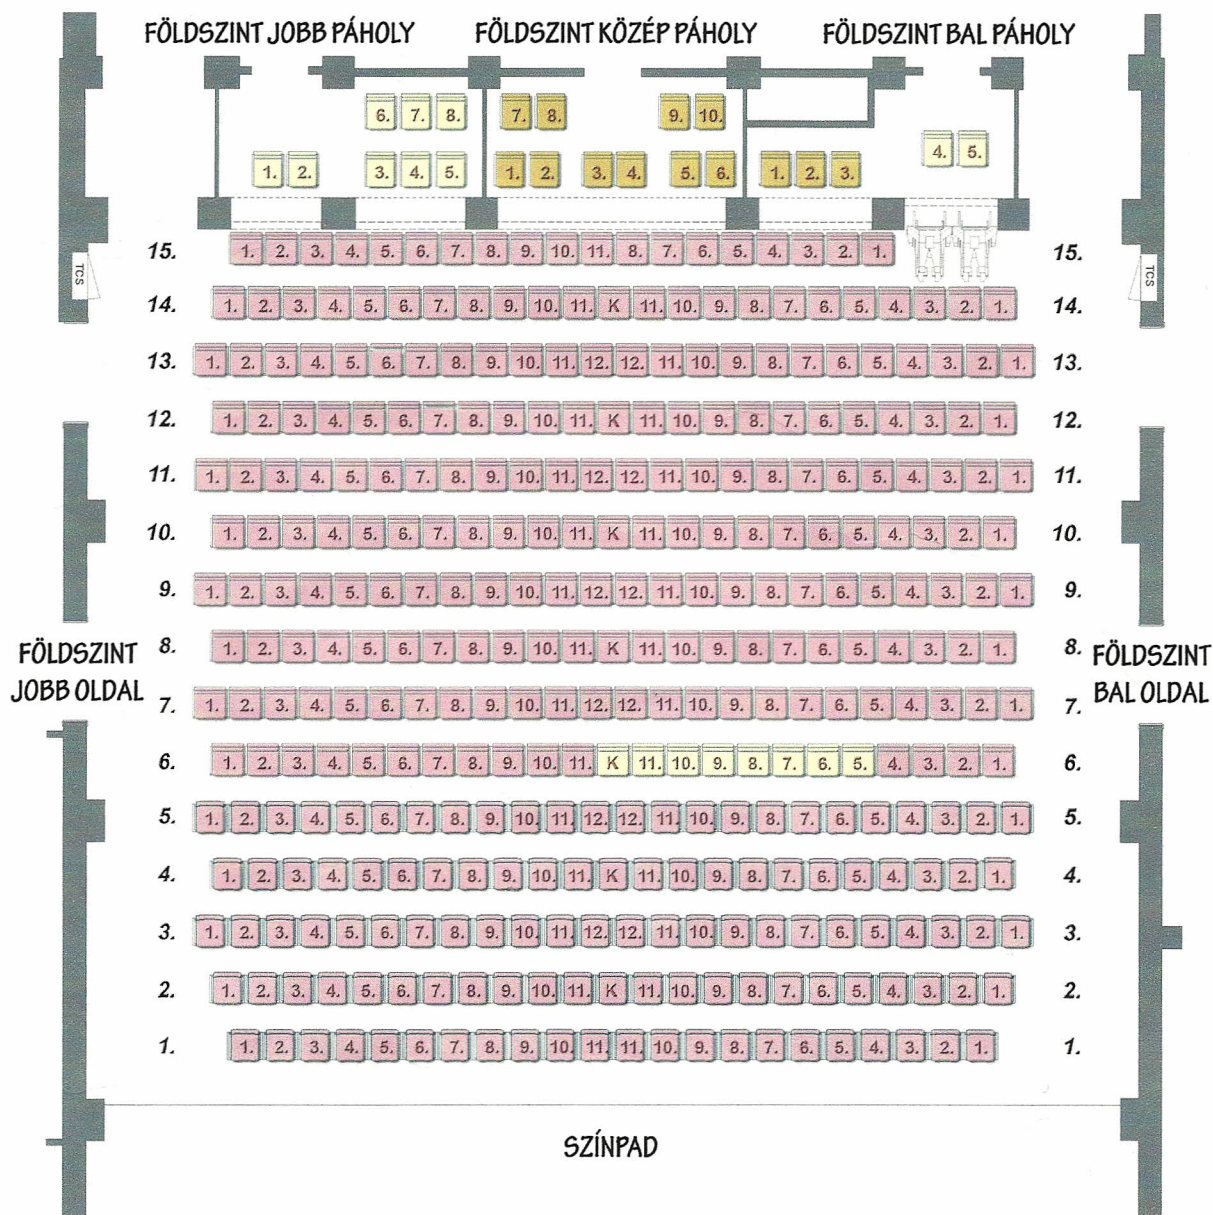 FÖLDSZINT JOBB PÁHOLY FÖLDSZINT KÖZÉP PÁHOLY FÖLDSZINT BAL PÁHOLY
6. 7. 8. 7. 8. 9. 10.
4. 5.
1. 2. 3. 4. 5. 1. 2. 3. 4. 5. 6. 1. 2. 3.
15. 1. 2. 3. 4. 5. 6. 7. 8. 9. 10. 11. 8. 7. 6. 5. 4. 3. 2. 1. 15.
TCS TCS
14. 1. 2. 3. 4. 5. 6. 7. 8. 9. 10. 11. K 11. 10. 9. 8. 7. 6. 5. 4. 3. 2. 1. 14.
13. 1. 2. 3. 4. 5. 6. 7. 8. 9. 10. 11. 12. 12. 11. 10. 9. 8. 7. 6. 5. 4. 3. 2. 1. 13.
12. 1. 2. 3. 4. 5. 6. 7. 8. 9. 10. 11. K 11. 10. 9. 8. 7. 6. 5. 4. 3. 2. 1. 12.
11. 1. 2. 3. 4. 5. 6. 7. 8. 9. 10. 11. 12. 12. 11. 10. 9. 8. 7. 6. 5. 4. 3. 2. 1. 11.
10. 1. 2. 3. 4. 5. 6. 7. 8. 9. 10. 11. K 11. 10. 9. 8. 7. 6. 5. 4. 3. 2. 1. 10.
9. 1. 2. 3. 4. 5. 6. 7. 8. 9. 10. 11. 12. 12. 11. 10. 9. 8. 7. 6. 5. 4. 3. 2. 1. 9.
8. 1. 2. 3. 4. 5. 6. 7. 8. 9. 10. 11. K 11. 10. 9. 8. 7. 6. 5. 4. 3. 2. 1. 8.
FÖLDSZINT JOBB OLDAL
FÖLDSZINT BAL OLDAL
7. 1. 2. 3. 4. 5. 6. 7. 8. 9. 10. 11. 12. 12. 11. 10. 9. 8. 7. 6. 5. 4. 3. 2. 1. 7.
6. 1. 2. 3. 4. 5. 6. 7. 8. 9. 10. 11. K 11. 10. 9. 8. 7. 6. 5. 4. 3. 2. 1. 6.
5. 1. 2. 3. 4. 5. 6. 7. 8. 9. 10. 11. 12. 12. 11. 10. 9. 8. 7. 6. 5. 4. 3. 2. 1. 5.
4. 1. 2. 3. 4. 5. 6. 7. 8. 9. 10. 11. K 11. 10. 9. 8. 7. 6. 5. 4. 3. 2. 1. 4.
3. 1. 2. 3. 4. 5. 6. 7. 8. 9. 10. 11. 12. 12. 11. 10. 9. 8. 7. 6. 5. 4. 3. 2. 1. 3.
2. 1. 2. 3. 4. 5. 6. 7. 8. 9. 10. 11. K 11. 10. 9. 8. 7. 6. 5. 4. 3. 2. 1. 2.
1. 1. 2. 3. 4. 5. 6. 7. 8. 9. 10. 11. 11. 10. 9. 8. 7. 6. 5. 4. 3. 2. 1. 1.
SZÍNPAD